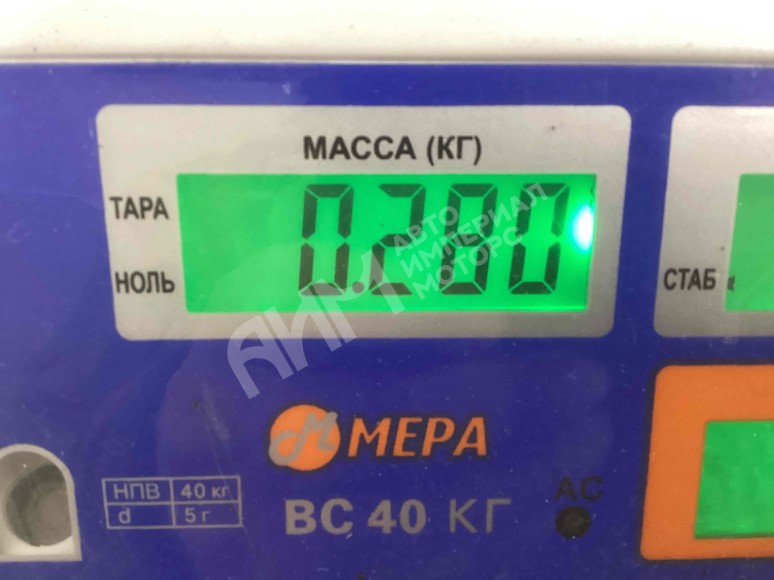 МАССА (КГ)
ТАРА
0.280
НОЛЬ
СТАБ
АИМ
АВТО
ИМПЕРИАЛ
МОТОРС
М МЕРА
НПВ 40 кг
d 5 г
ВС 40 КГ
AC